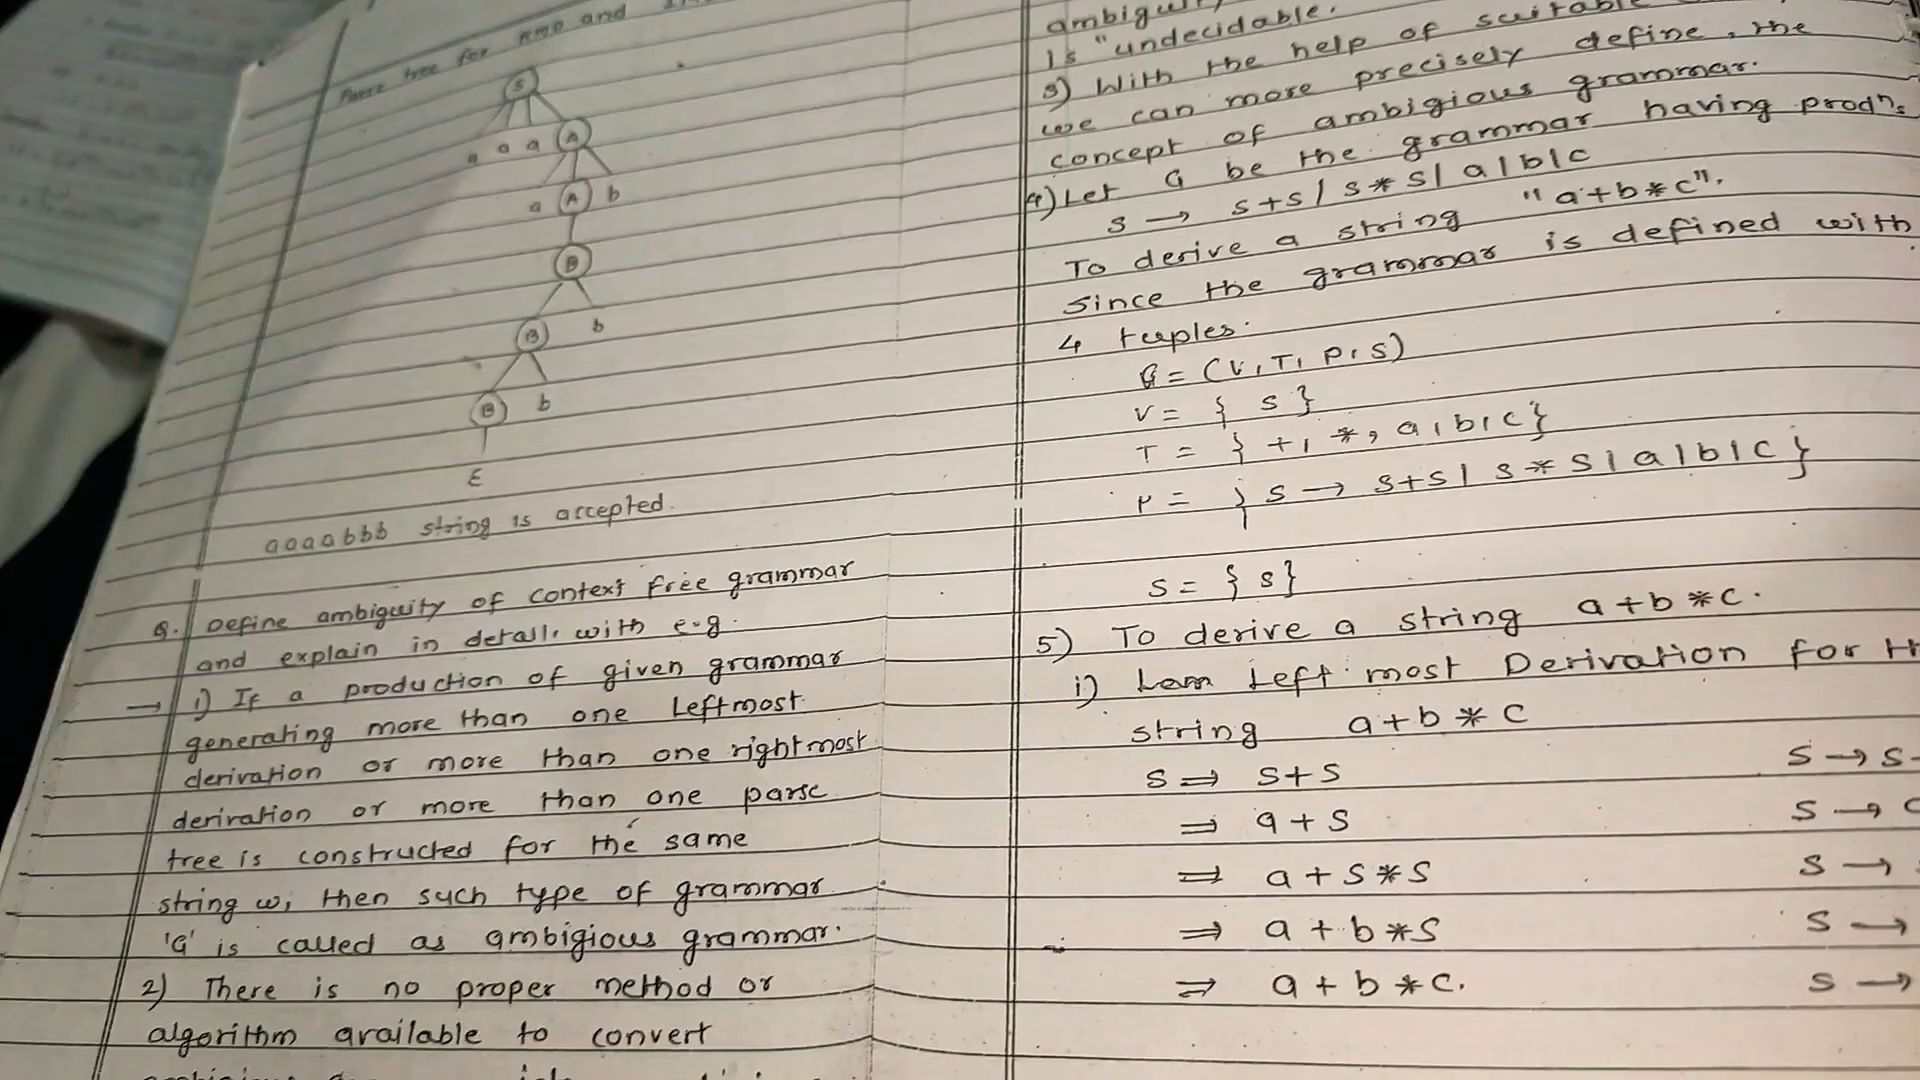 Parse tree for RMD and
S
a a a A
a A b
B
B b
B b
ε
aaaabbb string is accepted.
Q. Define ambiguity of context free grammar
and explain in detail. with e.g.
→ 1) If a production of given grammar
generating more than one leftmost
derivation or more than one rightmost
derivation or more than one parse
tree is constructed for the same
string w, then such type of grammar
'G' is called as ambigious grammar.
2) There is no proper method or
algorithm available to convert
is "undecidable.
3) With the help of suitable
we can more precisely define, the
concept of ambigious grammar.
4) Let G be the grammar having prodⁿs
S → S+S | S*S | a|b|c
To derive a string "a+b*c".
Since the grammar is defined with
4 tuples.
G = (V, T, P, S)
V = { S }
T = { +, *, a, b, c }
P = { S → S+S | S*S | a | b | c }
S = { S }
5) To derive a string a+b*c.
i) Left most Derivation for
string a+b*c
S ⇒ S+S S → S
⇒ a+S S →
⇒ a+S*S S →
⇒ a+b*S S →
⇒ a+b*c. S →